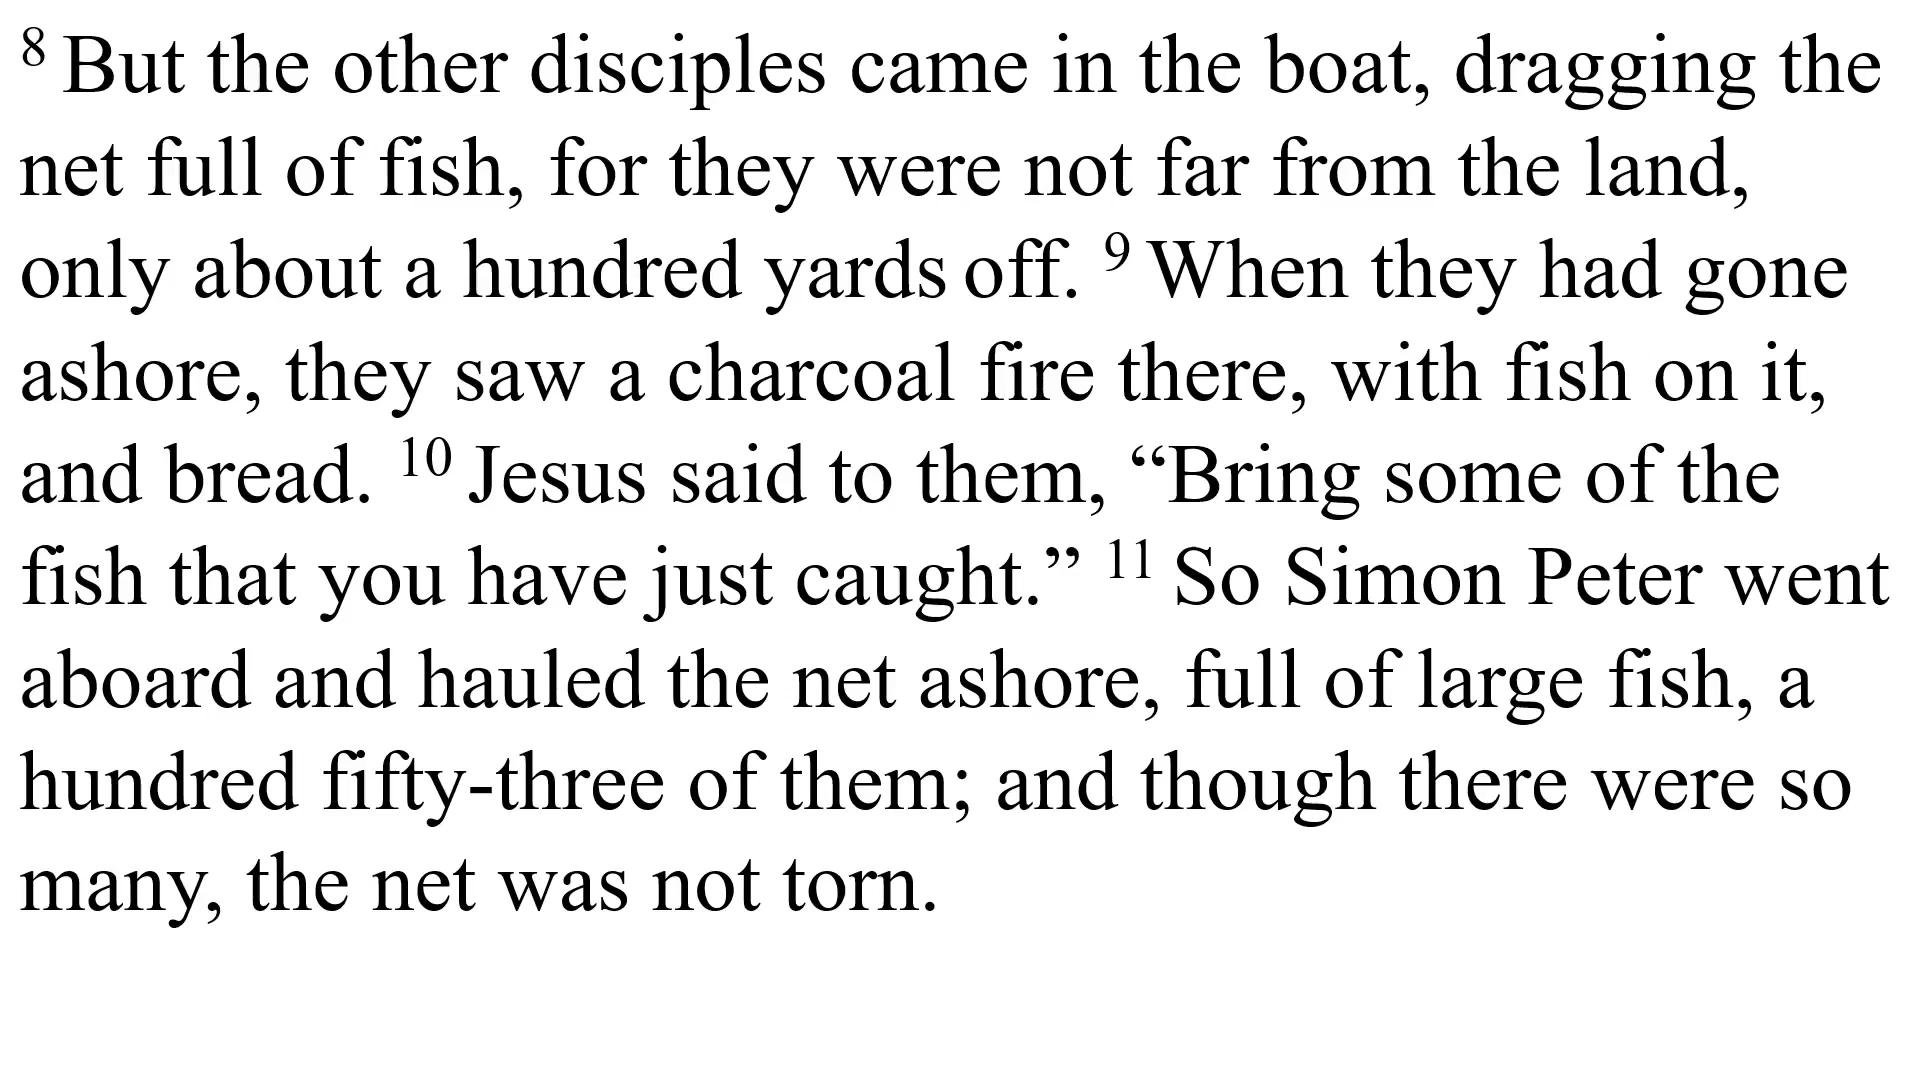 8 But the other disciples came in the boat, dragging the
net full of fish, for they were not far from the land,
only about a hundred yards off. 9 When they had gone
ashore, they saw a charcoal fire there, with fish on it,
and bread. 10 Jesus said to them, “Bring some of the
fish that you have just caught.” 11 So Simon Peter went
aboard and hauled the net ashore, full of large fish, a
hundred fifty-three of them; and though there were so
many, the net was not torn.